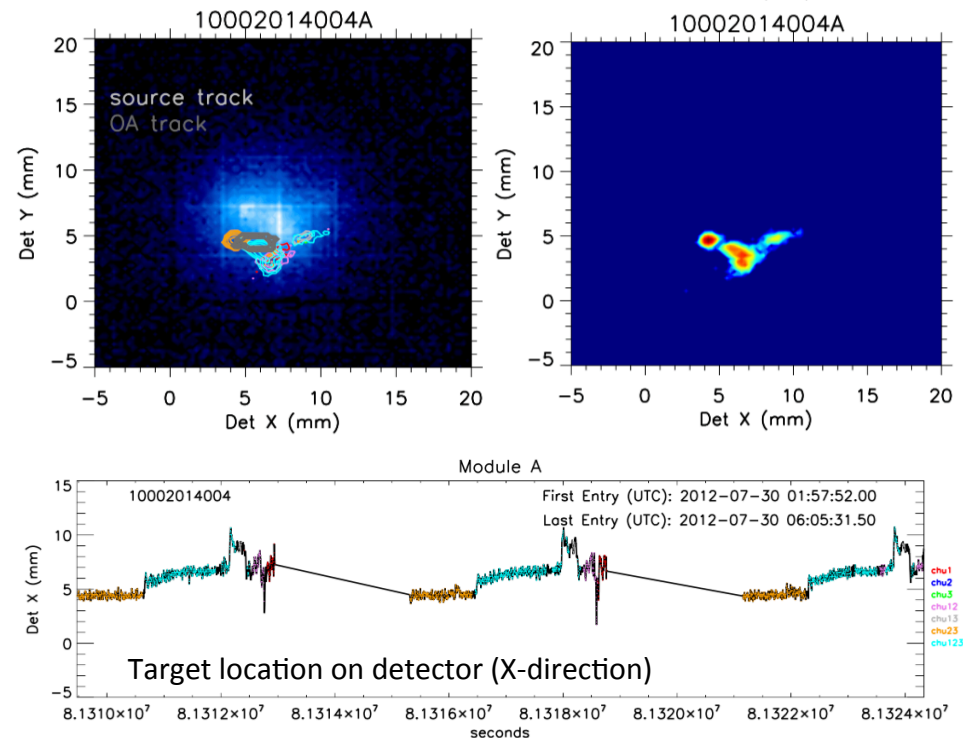 10002014004A
20
15
10
5
0
−5
Det Y (mm)
source track
OA track
−5 0 5 10 15 20
Det X (mm)
10002014004A
20
15
10
5
0
−5
Det Y (mm)
−5 0 5 10 15 20
Det X (mm)
Module A
15
10
5
0
−5
Det X (mm)
10002014004
First Entry (UTC): 2012−07−30 01:57:52.00
Last Entry (UTC): 2012−07−30 06:05:31.50
chu1
chu2
chu3
chu12
chu13
chu23
chu123
Target location on detector (X-direction)
8.1310×10⁷ 8.1312×10⁷ 8.1314×10⁷ 8.1316×10⁷ 8.1318×10⁷ 8.1320×10⁷ 8.1322×10⁷ 8.1324×10⁷
seconds